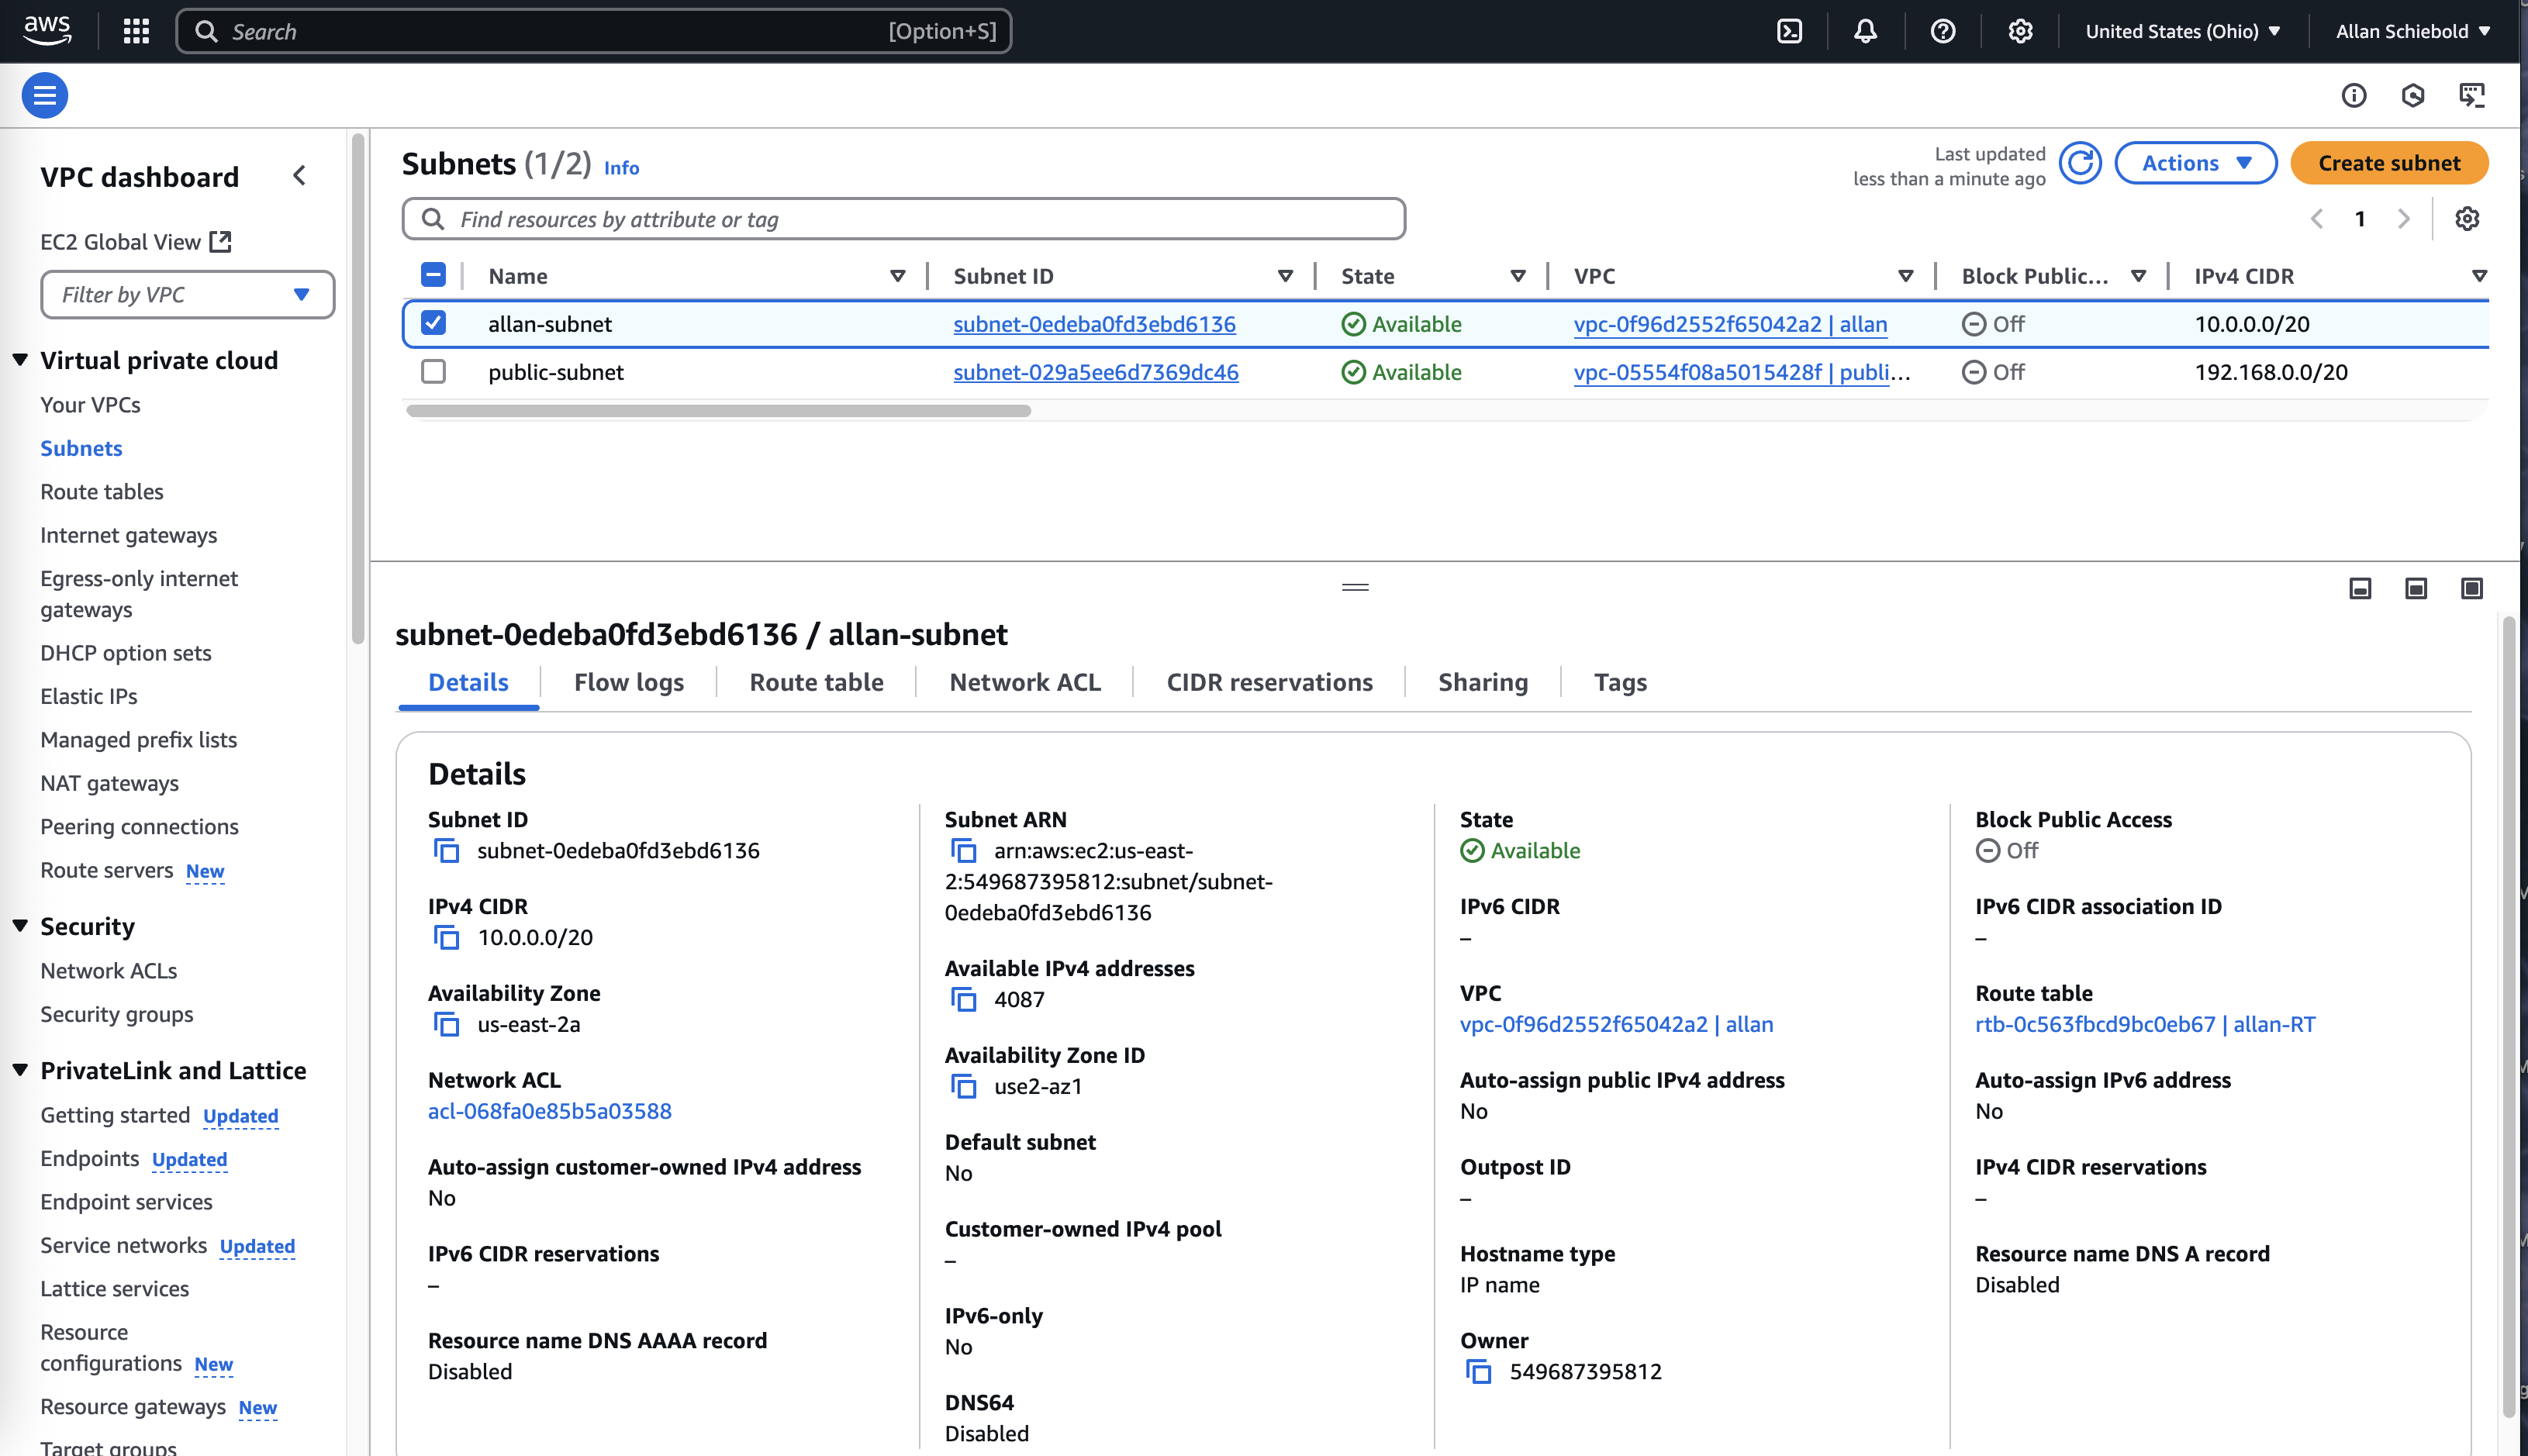 aws
Search [Option+S]
United States (Ohio)
Allan Schiebold
VPC dashboard
EC2 Global View
Filter by VPC
Virtual private cloud
Your VPCs
Subnets
Route tables
Internet gateways
Egress-only internet
gateways
DHCP option sets
Elastic IPs
Managed prefix lists
NAT gateways
Peering connections
Route servers New
Security
Network ACLs
Security groups
PrivateLink and Lattice
Getting started Updated
Endpoints Updated
Endpoint services
Service networks Updated
Lattice services
Resource
configurations New
Resource gateways New
Target groups
Subnets (1/2) Info
Last updated
less than a minute ago
Actions
Create subnet
Find resources by attribute or tag
1
Name Subnet ID State VPC Block Public... IPv4 CIDR
allan-subnet subnet-0edeba0fd3ebd6136 Available vpc-0f96d2552f65042a2 | allan Off 10.0.0.0/20
public-subnet subnet-029a5ee6d7369dc46 Available vpc-05554f08a5015428f | publi... Off 192.168.0.0/20
subnet-0edeba0fd3ebd6136 / allan-subnet
Details Flow logs Route table Network ACL CIDR reservations Sharing Tags
Details
Subnet ID
subnet-0edeba0fd3ebd6136
IPv4 CIDR
10.0.0.0/20
Availability Zone
us-east-2a
Network ACL
acl-068fa0e85b5a03588
Auto-assign customer-owned IPv4 address
No
IPv6 CIDR reservations
–
Resource name DNS AAAA record
Disabled
Subnet ARN
arn:aws:ec2:us-east-
2:549687395812:subnet/subnet-
0edeba0fd3ebd6136
Available IPv4 addresses
4087
Availability Zone ID
use2-az1
Default subnet
No
Customer-owned IPv4 pool
–
IPv6-only
No
DNS64
Disabled
State
Available
IPv6 CIDR
–
VPC
vpc-0f96d2552f65042a2 | allan
Auto-assign public IPv4 address
No
Outpost ID
–
Hostname type
IP name
Owner
549687395812
Block Public Access
Off
IPv6 CIDR association ID
–
Route table
rtb-0c563fbcd9bc0eb67 | allan-RT
Auto-assign IPv6 address
No
IPv4 CIDR reservations
–
Resource name DNS A record
Disabled